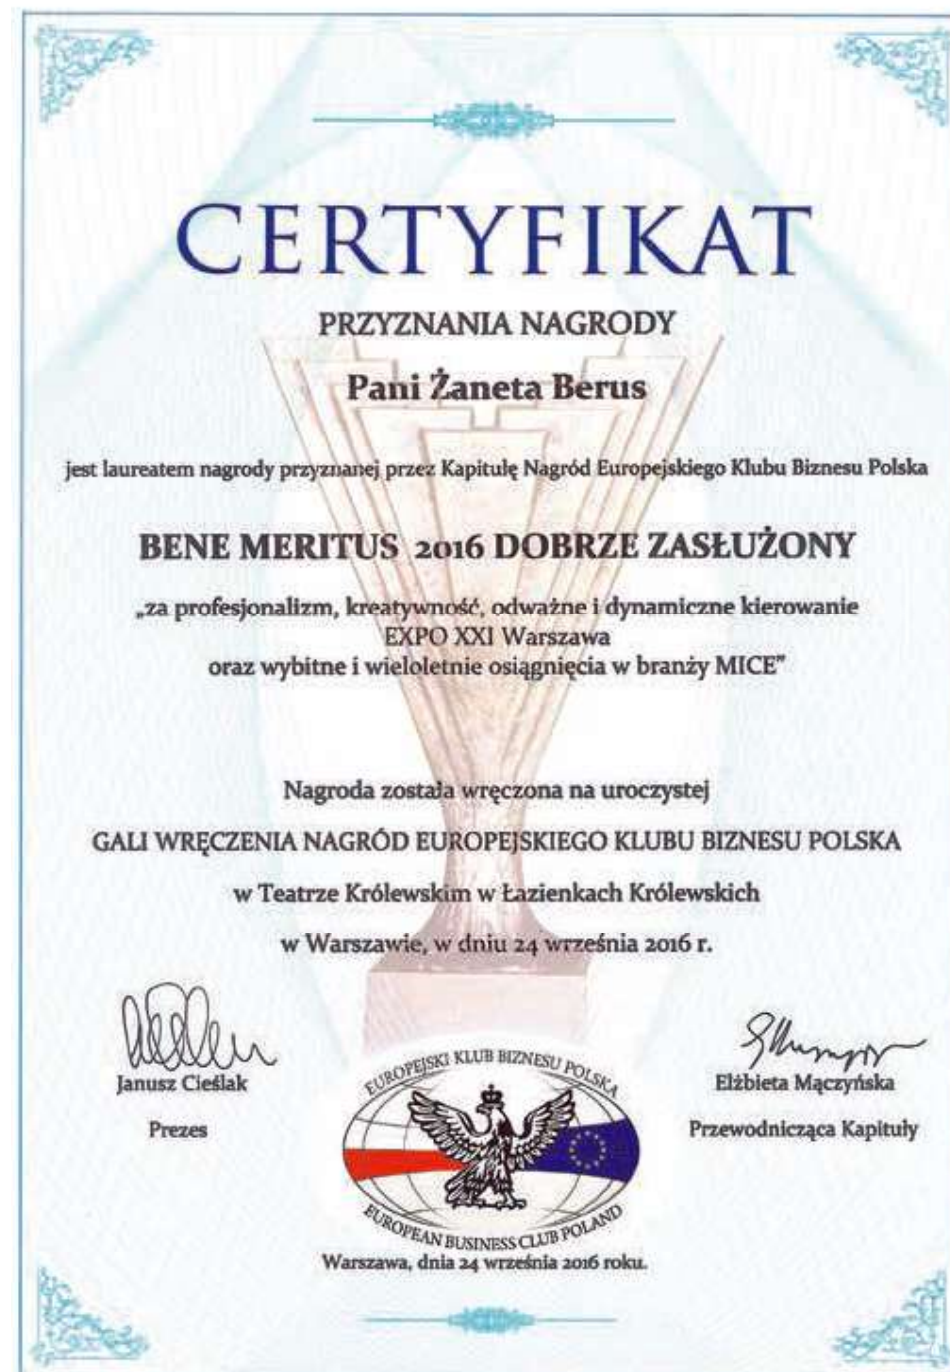 CERTYFIKAT
PRZYZNANIA NAGRODY
Pani Żaneta Berus
jest laureatem nagrody przyznanej przez Kapitułę Nagród Europejskiego Klubu Biznesu Polska
BENE MERITUS 2016 DOBRZE ZASŁUŻONY
„za profesjonalizm, kreatywność, odważne i dynamiczne kierowanie
EXPO XXI Warszawa
oraz wybitne i wieloletnie osiągnięcia w branży MICE”
Nagroda została wręczona na uroczystej
GALI WRĘCZENIA NAGRÓD EUROPEJSKIEGO KLUBU BIZNESU POLSKA
w Teatrze Królewskim w Łazienkach Królewskich
w Warszawie, w dniu 24 września 2016 r.
Janusz Cieślak
Prezes
Elżbieta Mączyńska
Przewodnicząca Kapituły
EUROPEJSKI KLUB BIZNESU POLSKA
EUROPEAN BUSINESS CLUB POLAND
Warszawa, dnia 24 września 2016 roku.